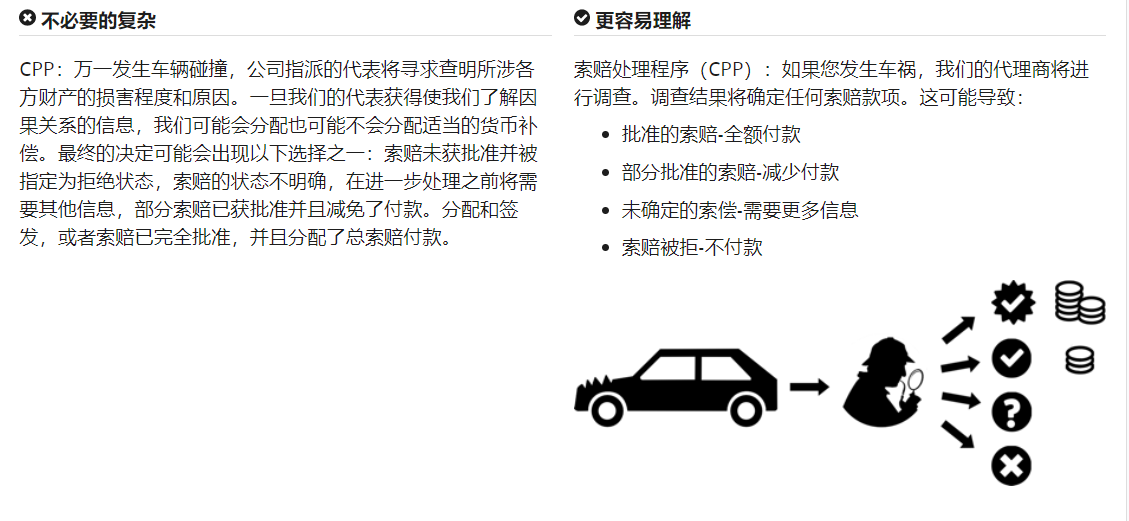 不必要的复杂
CPP：万一发生车辆碰撞，公司指派的代表将寻求查明所涉各
方财产的损害程度和原因。一旦我们的代表获得使我们了解因
果关系的信息，我们可能会分配也可能不会分配适当的货币补
偿。最终的决定可能会出现以下选择之一：索赔未获批准并被
指定为拒绝状态，索赔的状态不明确，在进一步处理之前将需
要其他信息，部分索赔已获批准并且减免了付款。分配和签
发，或者索赔已完全批准，并且分配了总索赔付款。
更容易理解
索赔处理程序（CPP）：如果您发生车祸，我们的代理商将进
行调查。调查结果将确定任何索赔款项。这可能导致：
批准的索赔-全额付款
部分批准的索赔-减少付款
未确定的索偿-需要更多信息
索赔被拒-不付款